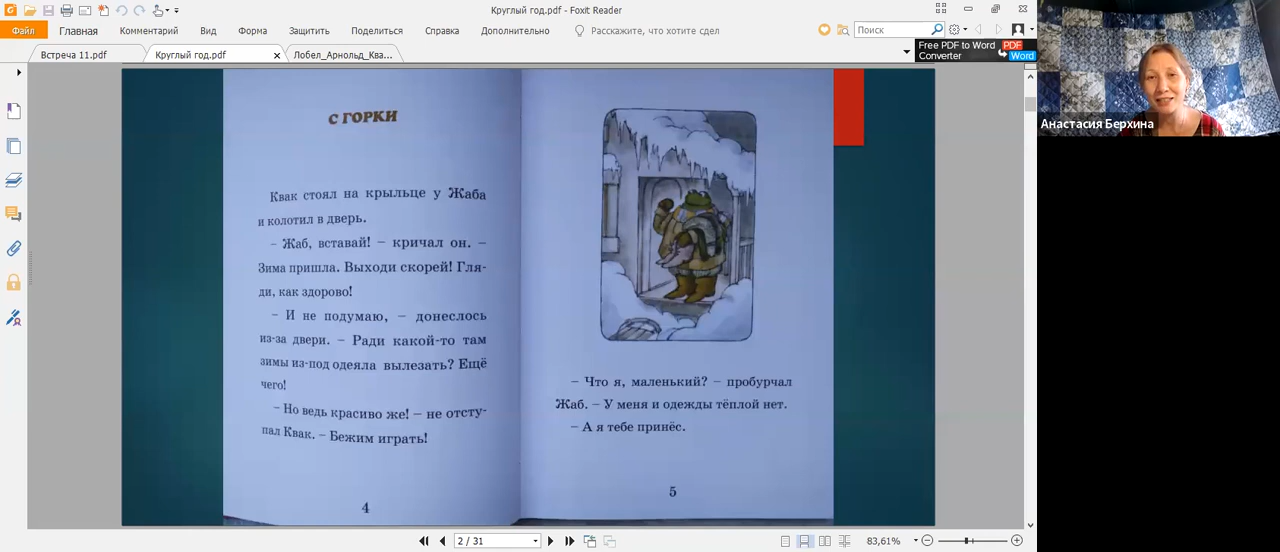 Круглый год.pdf - Foxit Reader
Файл Главная Комментарий Вид Форма Защитить Поделиться Справка Дополнительно Расскажите, что хотите сдел Поиск
Free PDF to Word Converter
PDF Word
Встреча 11.pdf Круглый год.pdf Лобел_Арнольд_Ква...
Анастасия Берхина
С ГОРКИ
Квак стоял на крыльце у Жаба
и колотил в дверь.
– Жаб, вставай! – кричал он. –
Зима пришла. Выходи скорей! Гля-
ди, как здорово!
– И не подумаю, – донеслось
из-за двери. – Ради какой-то там
зимы из-под одеяла вылезать? Ещё
чего!
– Но ведь красиво же! – не отсту-
пал Квак. – Бежим играть!
4
– Что я, маленький? – пробурчал
Жаб. – У меня и одежды тёплой нет.
– А я тебе принёс.
5
2 / 31
83,61%